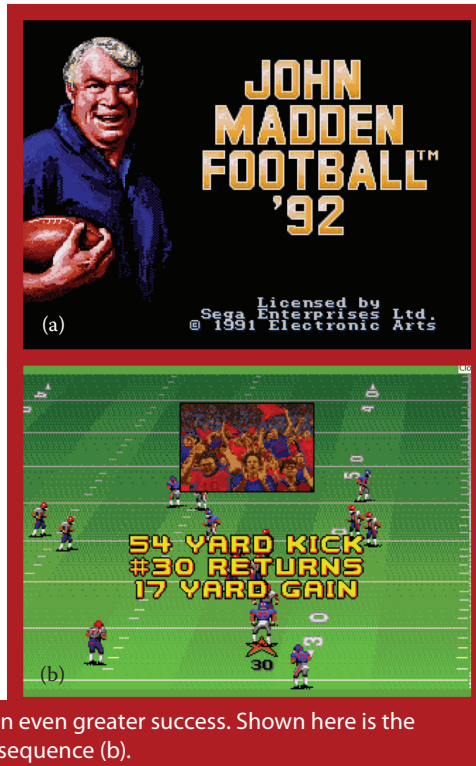 JOHN
MADDEN
FOOTBALL™
'92
Licensed by
Sega Enterprises Ltd.
© 1991 Electronic Arts
(a)
54 YARD KICK
#30 RETURNS
17 YARD GAIN
30
(b)
n even greater success. Shown here is the
sequence (b).